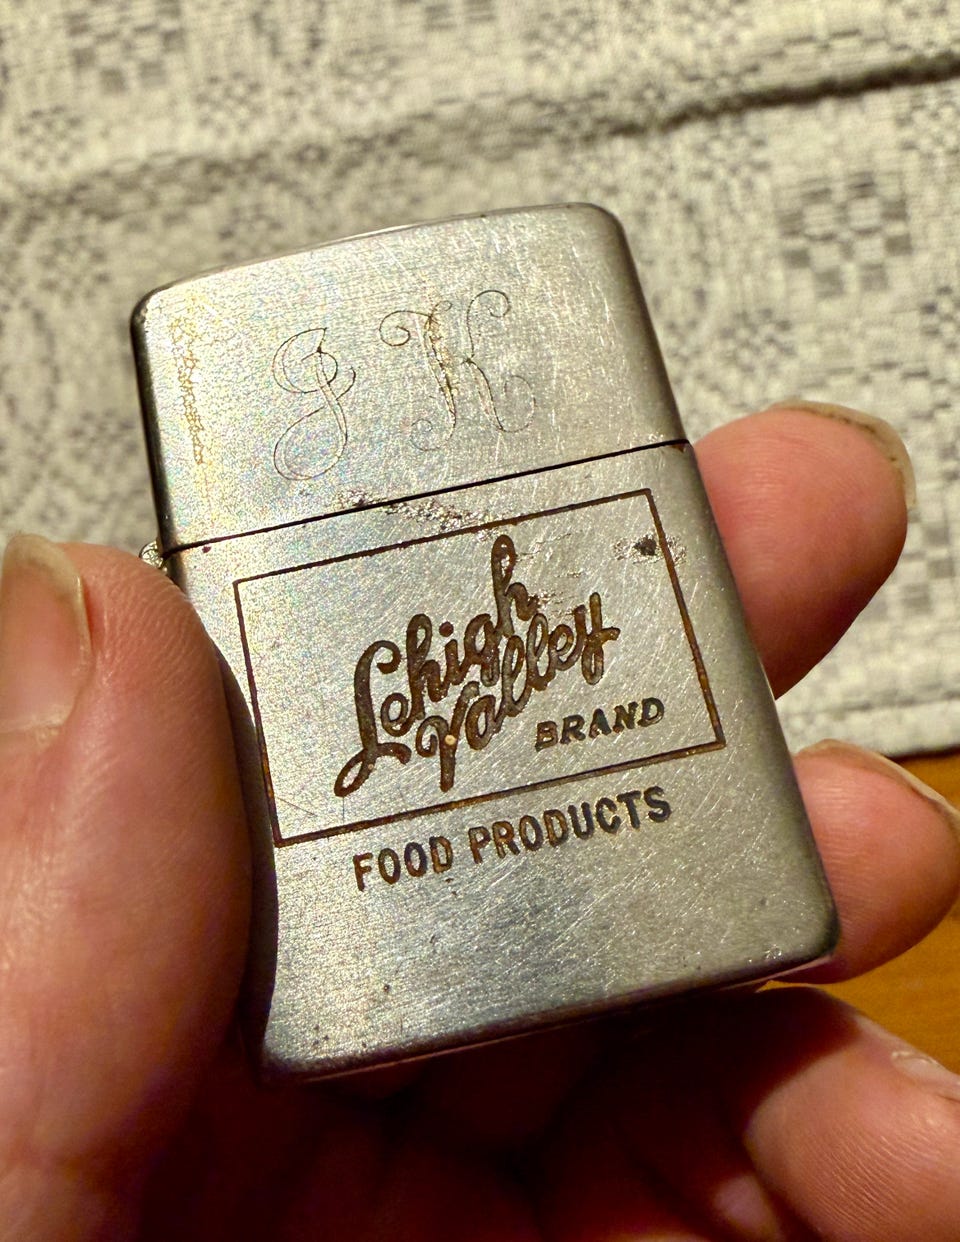 J K
Lehigh
Valley
BRAND
FOOD PRODUCTS